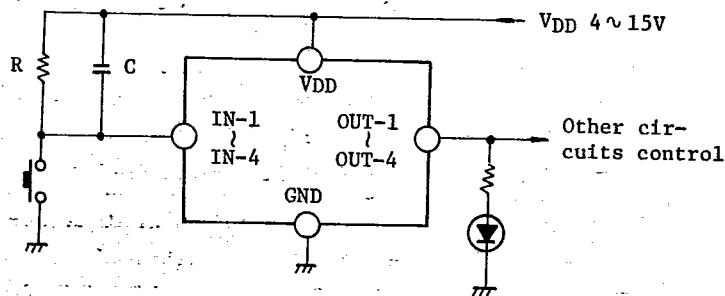 VDD 4∿15V
R
C
VDD
IN-1
∿
IN-4
OUT-1
∿
OUT-4
GND
Other cir-
cuits control